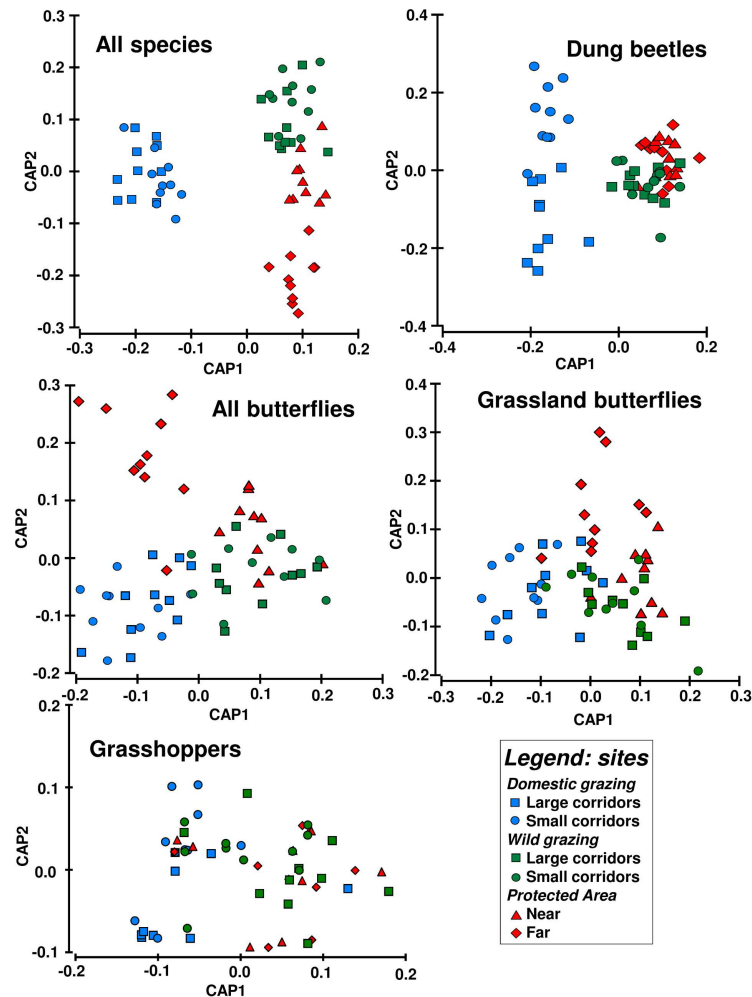 All species
0.3
0.2
0.1
0.0
-0.1
-0.2
-0.3
CAP2
-0.3 -0.2 -0.1 0.0 0.1 0.2
CAP1
Dung beetles
0.4
0.2
0.0
-0.2
-0.4
CAP2
-0.4 -0.2 0.0 0.2
CAP1
All butterflies
0.3
0.2
0.1
0.0
-0.1
-0.2
CAP2
-0.2 -0.1 0.0 0.1 0.2 0.3
CAP1
Grassland butterflies
0.4
0.3
0.2
0.1
0.0
-0.1
-0.2
CAP2
-0.3 -0.2 -0.1 0.0 0.1 0.2 0.3
CAP1
Grasshoppers
0.2
0.1
0.0
-0.1
CAP2
-0.2 -0.1 0.0 0.1 0.2
CAP1
Legend: sites
Domestic grazing
Large corridors
Small corridors
Wild grazing
Large corridors
Small corridors
Protected Area
Near
Far